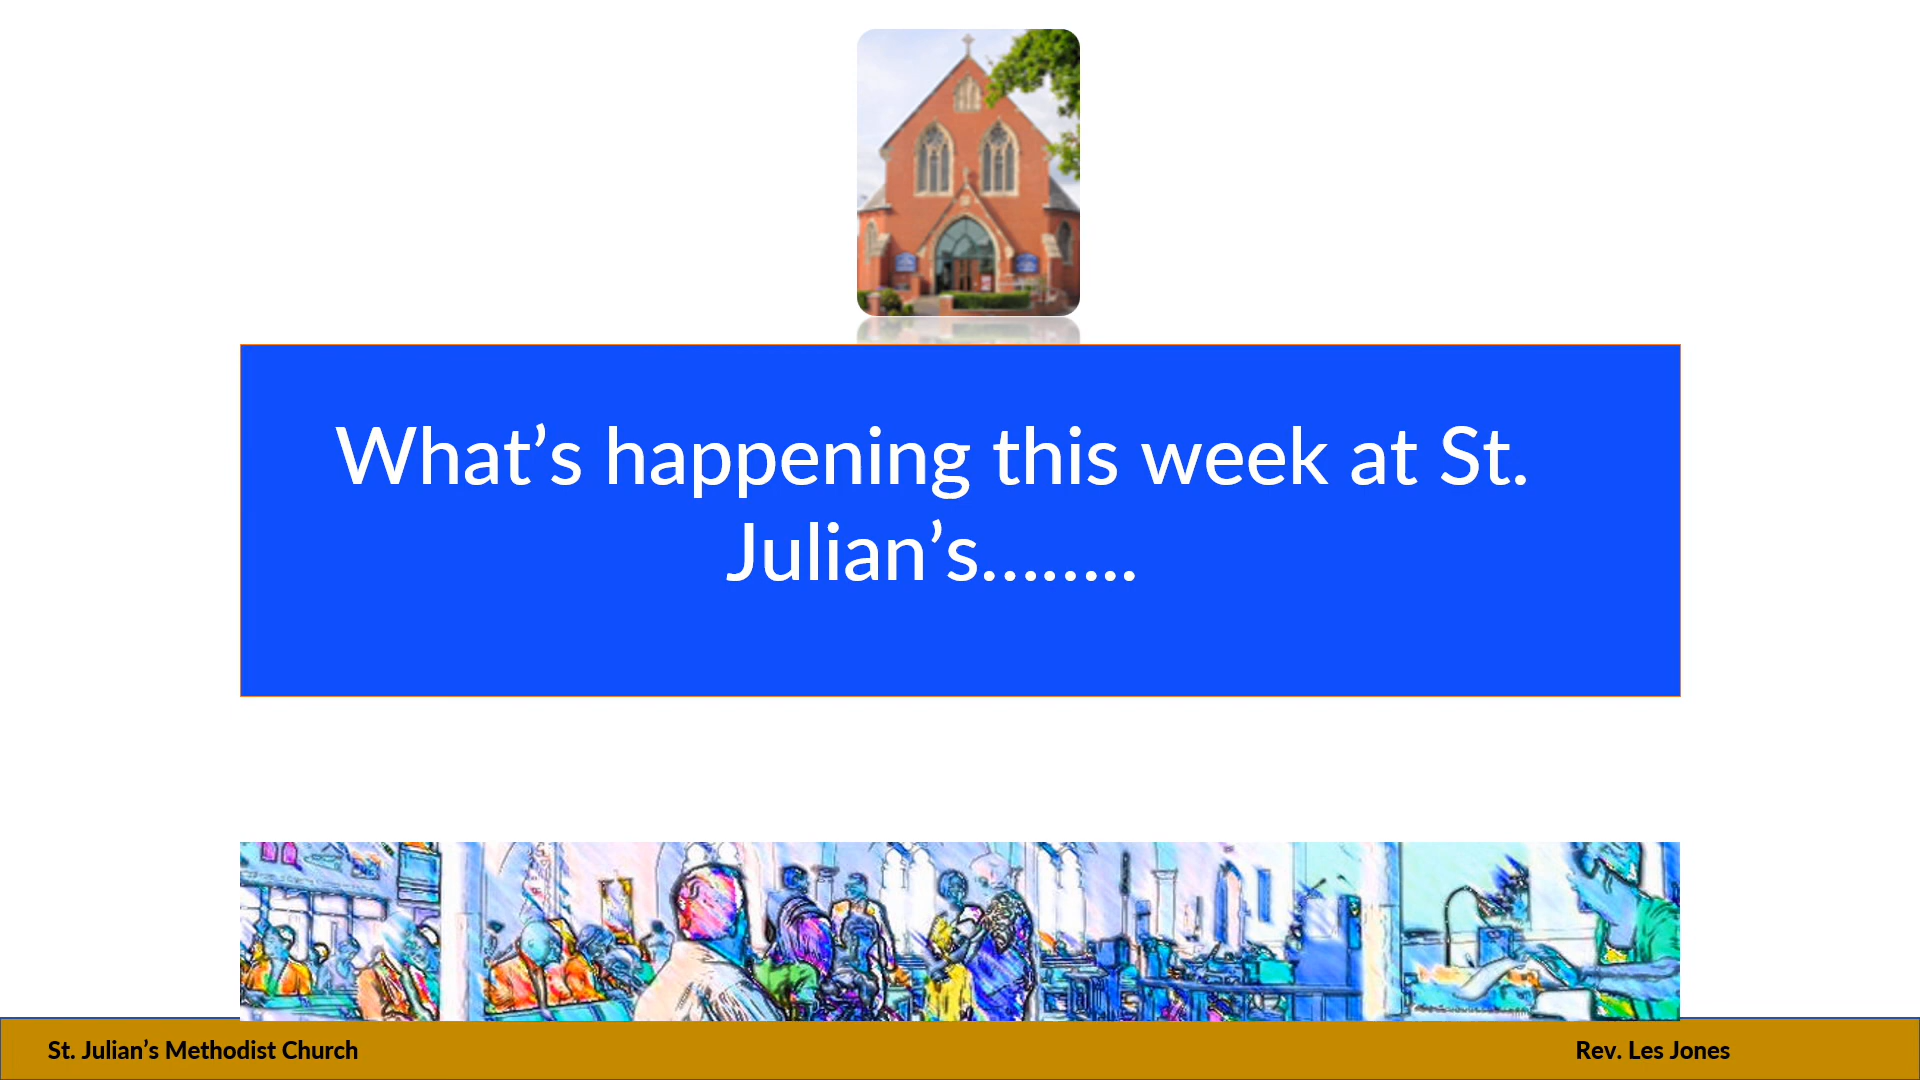 What’s happening this week at St.
Julian’s……..
St. Julian’s Methodist Church
Rev. Les Jones